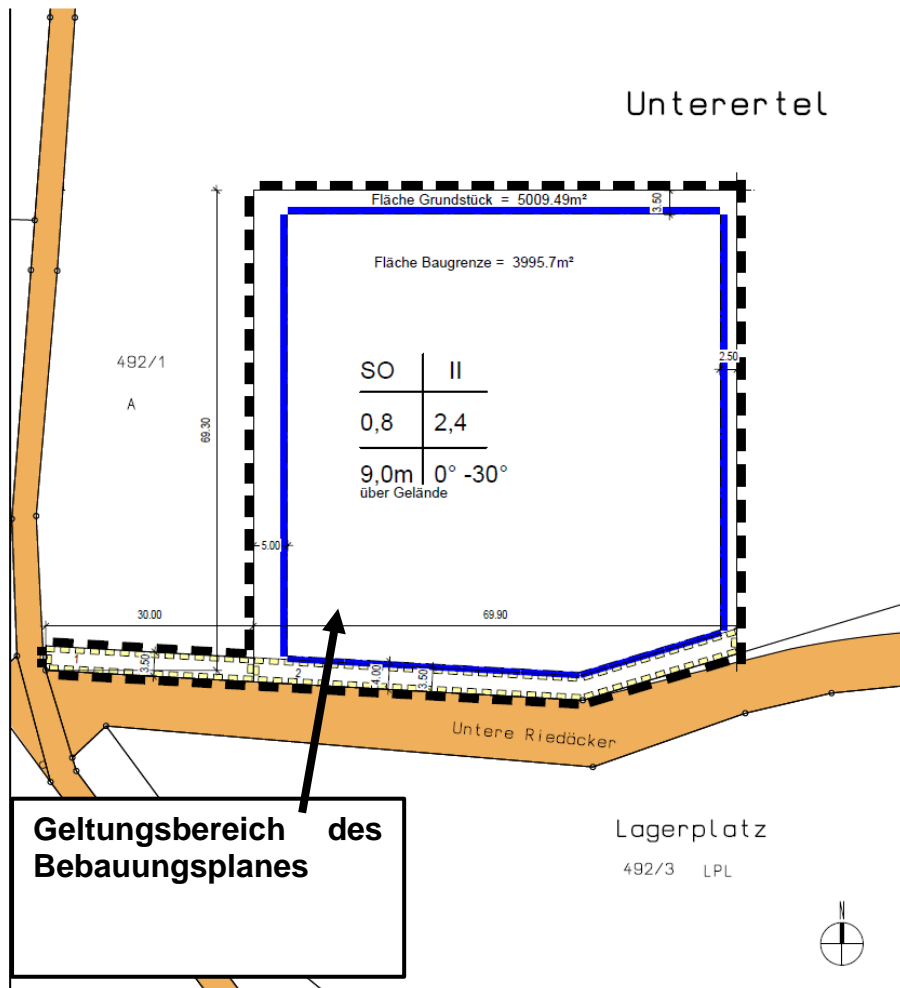 Unterertel
Fläche Grundstück = 5009.49m²
3.50
Fläche Baugrenze = 3995.7m²
2.50
492/1
A
SO II
0,8 2,4
9,0m 0° -30°
über Gelände
69.30
5.00
30.00 69.90
1
3.50
2
4.00
3.50
Untere Riedäcker
Geltungsbereich des
Bebauungsplanes
Lagerplatz
492/3 LPL
N